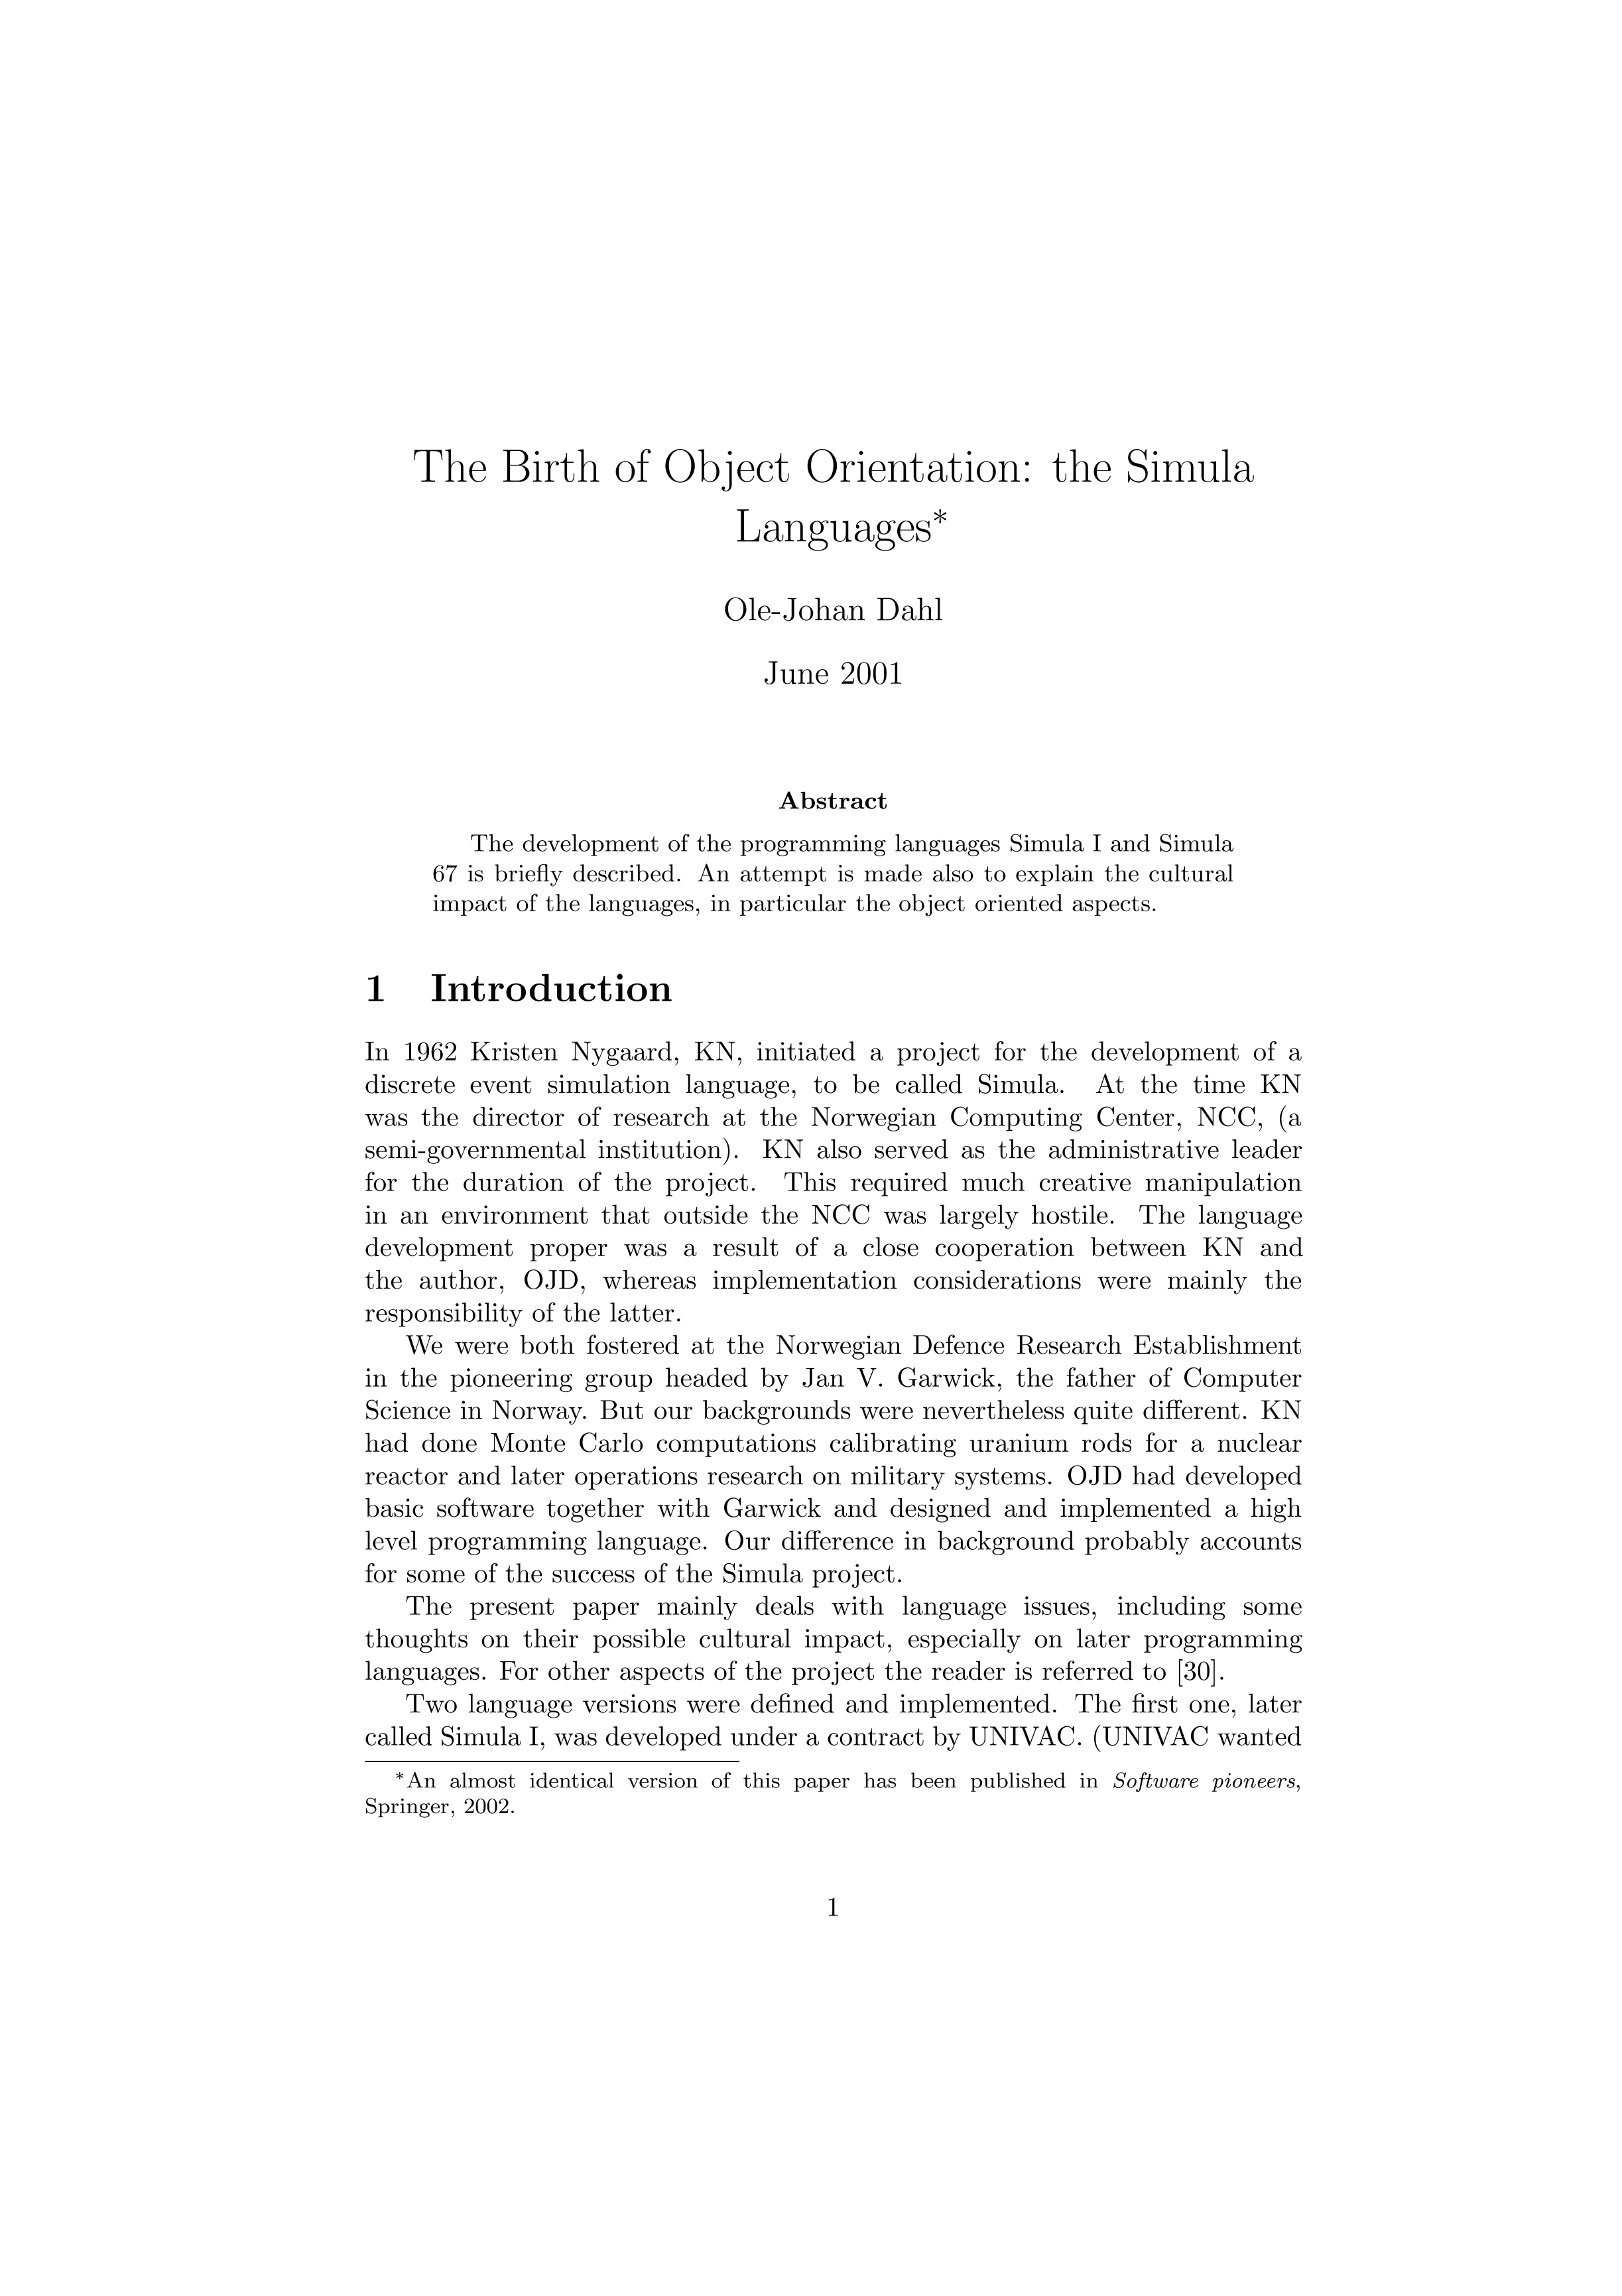 The Birth of Object Orientation: the Simula
Languages*
Ole-Johan Dahl
June 2001
Abstract
The development of the programming languages Simula I and Simula
67 is briefly described. An attempt is made also to explain the cultural
impact of the languages, in particular the object oriented aspects.
1 Introduction
In 1962 Kristen Nygaard, KN, initiated a project for the development of a
discrete event simulation language, to be called Simula. At the time KN
was the director of research at the Norwegian Computing Center, NCC, (a
semi-governmental institution). KN also served as the administrative leader
for the duration of the project. This required much creative manipulation
in an environment that outside the NCC was largely hostile. The language
development proper was a result of a close cooperation between KN and
the author, OJD, whereas implementation considerations were mainly the
responsibility of the latter.
We were both fostered at the Norwegian Defence Research Establishment
in the pioneering group headed by Jan V. Garwick, the father of Computer
Science in Norway. But our backgrounds were nevertheless quite different. KN
had done Monte Carlo computations calibrating uranium rods for a nuclear
reactor and later operations research on military systems. OJD had developed
basic software together with Garwick and designed and implemented a high
level programming language. Our difference in background probably accounts
for some of the success of the Simula project.
The present paper mainly deals with language issues, including some
thoughts on their possible cultural impact, especially on later programming
languages. For other aspects of the project the reader is referred to [30].
Two language versions were defined and implemented. The first one, later
called Simula I, was developed under a contract by UNIVAC. (UNIVAC wanted
*An almost identical version of this paper has been published in Software pioneers,
Springer, 2002.
1